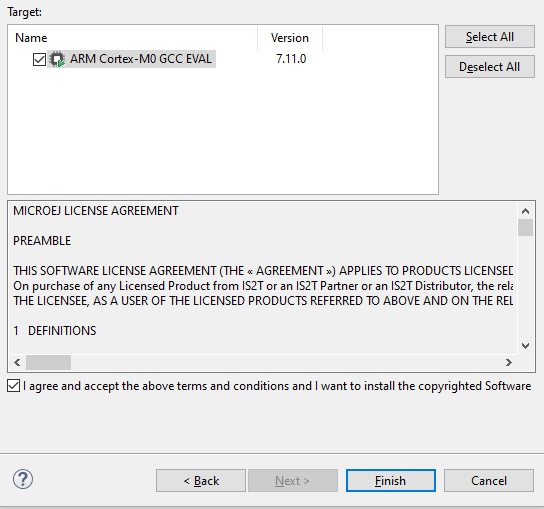 Target:
Name Version
ARM Cortex-M0 GCC EVAL 7.11.0
Select All
Deselect All
MICROEJ LICENSE AGREEMENT
PREAMBLE
THIS SOFTWARE LICENSE AGREEMENT (THE « AGREEMENT ») APPLIES TO PRODUCTS LICENSED
On purchase of any Licensed Product from IS2T or an IS2T Partner or an IS2T Distributor, the rela
THE LICENSEE, AS A USER OF THE LICENSED PRODUCTS REFERRED TO ABOVE AND ON THE REL
1 DEFINITIONS
I agree and accept the above terms and conditions and I want to install the copyrighted Software
? < Back Next > Finish Cancel